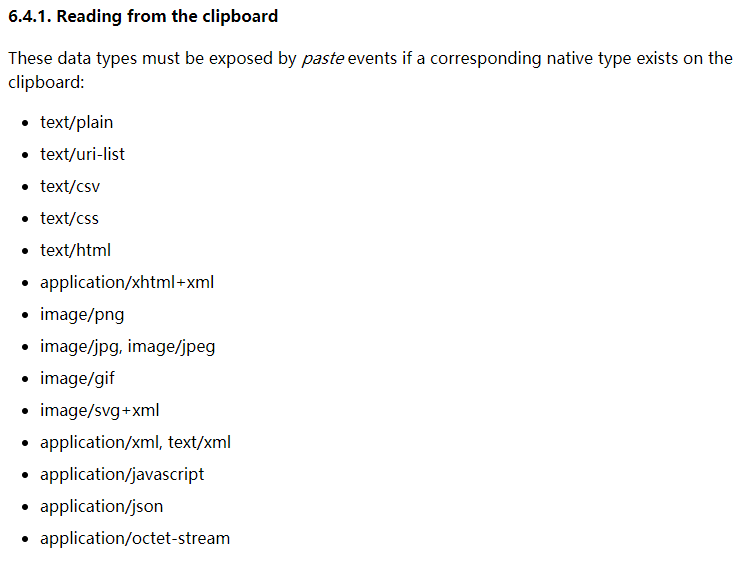 6.4.1. Reading from the clipboard
These data types must be exposed by paste events if a corresponding native type exists on the
clipboard:
• text/plain
• text/uri-list
• text/csv
• text/css
• text/html
• application/xhtml+xml
• image/png
• image/jpg, image/jpeg
• image/gif
• image/svg+xml
• application/xml, text/xml
• application/javascript
• application/json
• application/octet-stream